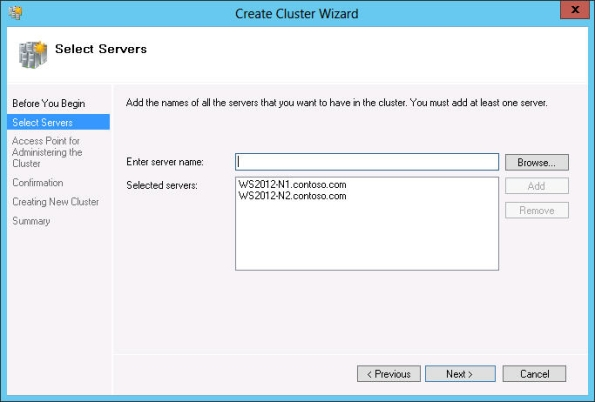 Create Cluster Wizard
x
Select Servers
Before You Begin
Select Servers
Access Point for
Administering the
Cluster
Confirmation
Creating New Cluster
Summary
Add the names of all the servers that you want to have in the cluster. You must add at least one server.
Enter server name:
Browse...
Selected servers:
WS2012-N1.contoso.com
WS2012-N2.contoso.com
Add
Remove
< Previous
Next >
Cancel